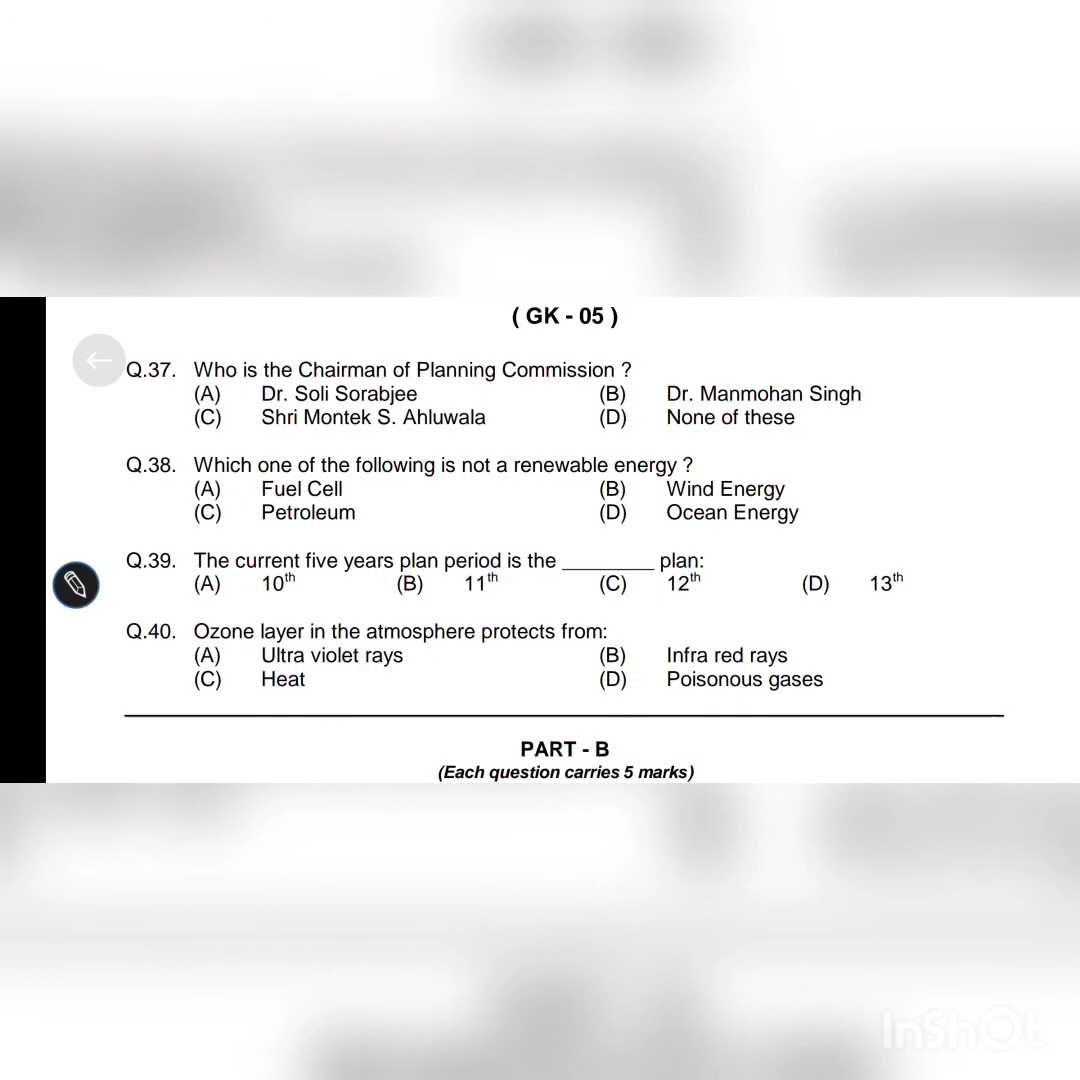 ( GK - 05 )
Q.37. Who is the Chairman of Planning Commission ?
(A) Dr. Soli Sorabjee (B) Dr. Manmohan Singh
(C) Shri Montek S. Ahluwala (D) None of these
Q.38. Which one of the following is not a renewable energy ?
(A) Fuel Cell (B) Wind Energy
(C) Petroleum (D) Ocean Energy
Q.39. The current five years plan period is the ________ plan:
(A) 10th (B) 11th (C) 12th (D) 13th
Q.40. Ozone layer in the atmosphere protects from:
(A) Ultra violet rays (B) Infra red rays
(C) Heat (D) Poisonous gases
PART - B
(Each question carries 5 marks)
InShOt